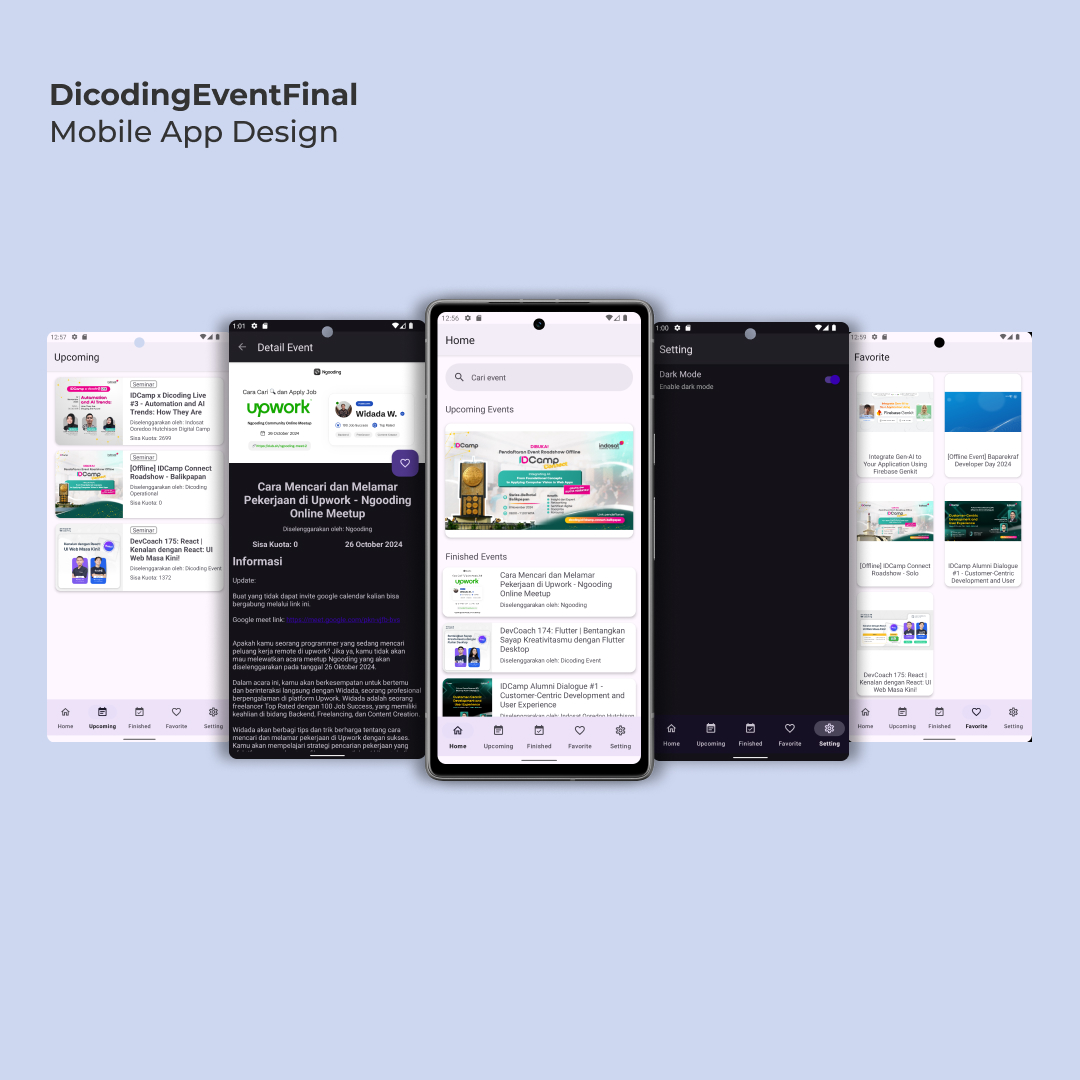 DicodingEventFinal
Mobile App Design
12:57
Upcoming
Seminar
IDCamp x Dicoding Live
#3 - Automation and AI
Trends: How They Are
Diselenggarakan oleh: Indosat
Ooredoo Hutchison Digital Camp
Sisa Kuota: 2699
Seminar
[Offline] IDCamp Connect
Roadshow - Balikpapan
Diselenggarakan oleh: Dicoding
Operational
Sisa Kuota: 0
Seminar
DevCoach 175: React |
Kenalan dengan React: UI
Web Masa Kini!
Diselenggarakan oleh: Dicoding Event
Sisa Kuota: 1372
Home
Upcoming
Finished
Favorite
Setting
1:01
Detail Event
Ngooding
Cara Cari dan Apply Job
upwork
Ngooding Community Online Meetup
26 October 2024
Widada W.
100 Job Success
Top Rated
Cara Mencari dan Melamar
Pekerjaan di Upwork - Ngooding
Online Meetup
Diselenggarakan oleh: Ngooding
Sisa Kuota: 0
26 October 2024
Informasi
Update:
Buat yang tidak dapat invite google calendar kalian bisa
bergabung melalui link ini.
Google meet link:
Apakah kamu seorang programmer yang sedang mencari
peluang kerja remote di upwork? Jika ya, kamu tidak akan
mau melewatkan acara meetup Ngooding yang akan
diselenggarakan pada tanggal 26 Oktober 2024.
Dalam acara ini, kamu akan berkesempatan untuk bertemu
dan berinteraksi langsung dengan Widada, seorang profesional
berpengalaman di platform Upwork. Widada adalah seorang
freelancer Top Rated dengan 100 Job Success, yang memiliki
keahlian di bidang Backend, Freelancing, dan Content Creation.
Widada akan berbagi tips dan trik berharga tentang cara
mencari dan melamar pekerjaan di Upwork dengan sukses.
Kamu akan mempelajari strategi pencarian pekerjaan yang
12:56
Home
Cari event
Upcoming Events
IDCamp
DIBUKA!
Pendaftaran Event Roadshow Offline
IDCamp
indosat
Finished Events
Cara Mencari dan Melamar
Pekerjaan di Upwork - Ngooding
Online Meetup
Diselenggarakan oleh: Ngooding
DevCoach 174: Flutter | Bentangkan
Sayap Kreativitasmu dengan Flutter
Desktop
Diselenggarakan oleh: Dicoding Event
IDCamp Alumni Dialogue #1 -
Customer-Centric Development and
User Experience
Diselenggarakan oleh: Indosat Ooredoo Hutchison
Home
Upcoming
Finished
Favorite
Setting
1:00
Setting
Dark Mode
Enable dark mode
Home
Upcoming
Finished
Favorite
Setting
12:59
Favorite
Integrate Gen-AI to
Your Application Using
Firebase Genkit
[Offline Event] Baparekraf
Developer Day 2024
[Offline] IDCamp Connect
Roadshow - Solo
IDCamp Alumni Dialogue
#1 - Customer-Centric
Development and User
DevCoach 175: React |
Kenalan dengan React: UI
Web Masa Kini!
Home
Upcoming
Finished
Favorite
Setting